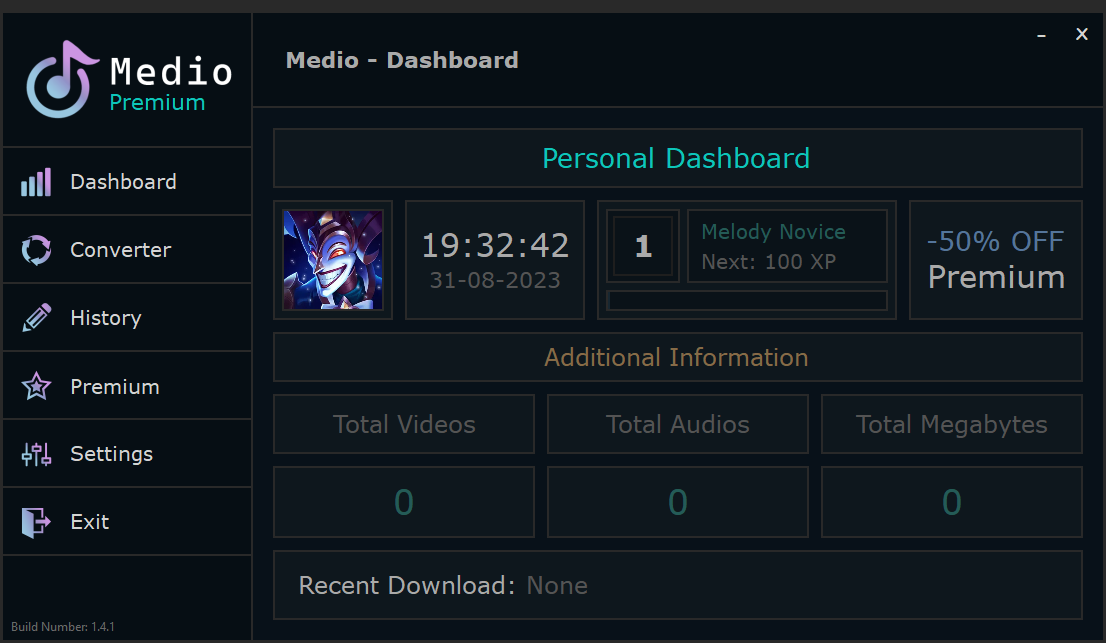 Medio
Premium
Dashboard
Converter
History
Premium
Settings
Exit
Build Number: 1.4.1
Medio - Dashboard
– X
Personal Dashboard
19:32:42
31-08-2023
1
Melody Novice
Next: 100 XP
-50% OFF
Premium
Additional Information
Total Videos
Total Audios
Total Megabytes
0
0
0
Recent Download: None